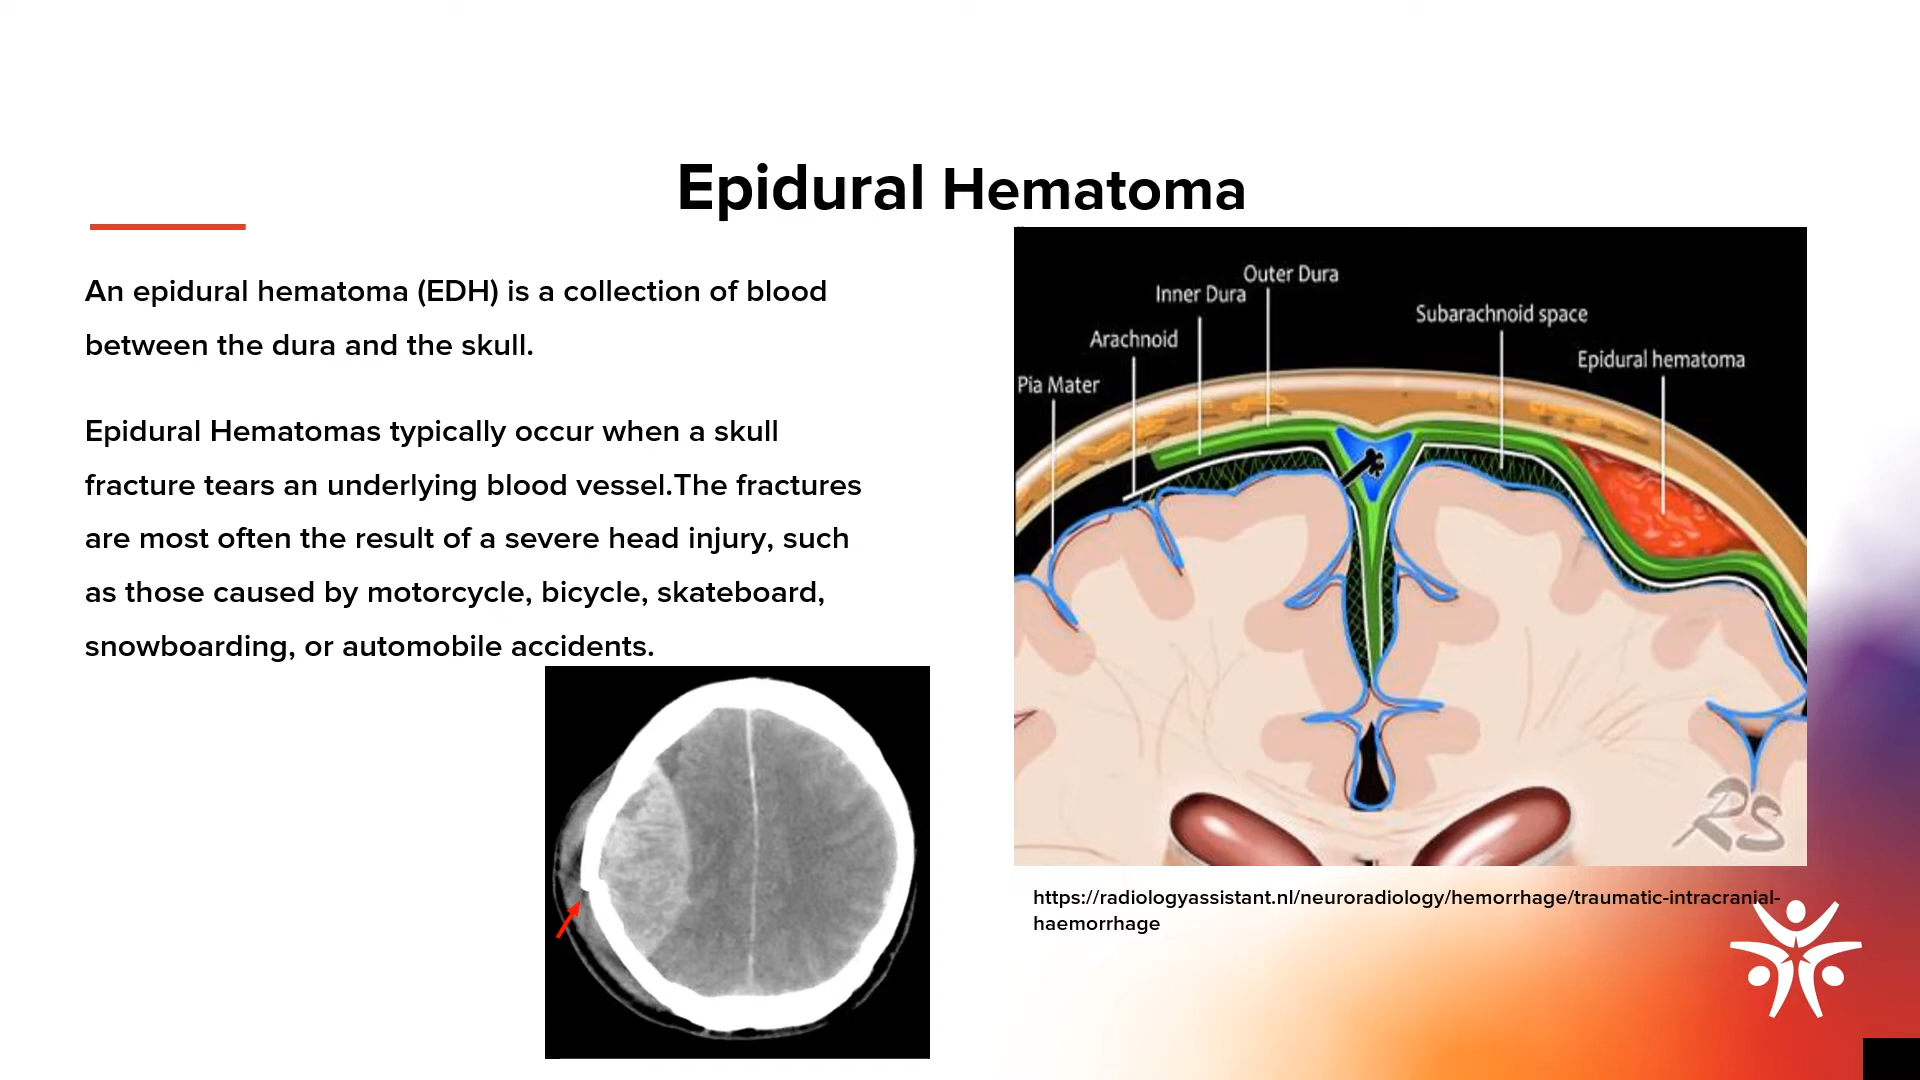 Epidural Hematoma
An epidural hematoma (EDH) is a collection of blood
between the dura and the skull.
Epidural Hematomas typically occur when a skull
fracture tears an underlying blood vessel.The fractures
are most often the result of a severe head injury, such
as those caused by motorcycle, bicycle, skateboard,
snowboarding, or automobile accidents.
Outer Dura
Inner Dura
Subarachnoid space
Arachnoid
Epidural hematoma
Pia Mater
RS
https://radiologyassistant.nl/neuroradiology/hemorrhage/traumatic-intracranial-
haemorrhage